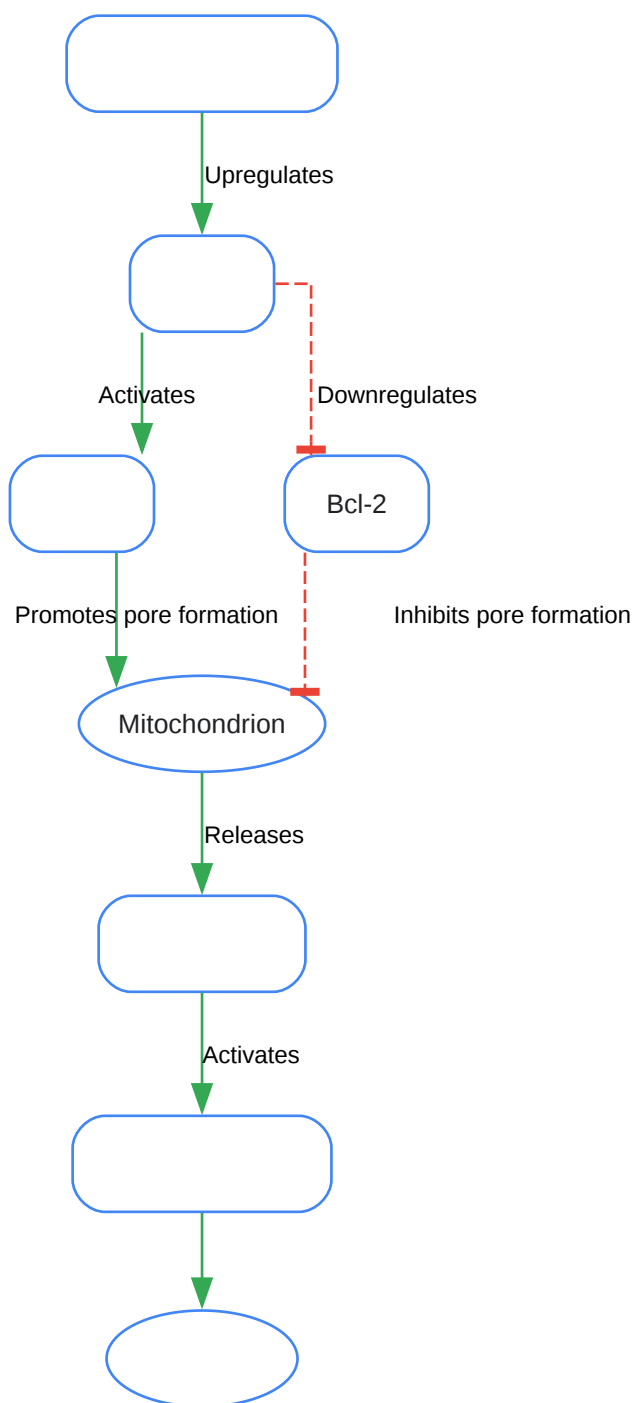 Upregulates
Activates
Downregulates
Bcl-2
Promotes pore formation
Inhibits pore formation
Mitochondrion
Releases
Activates